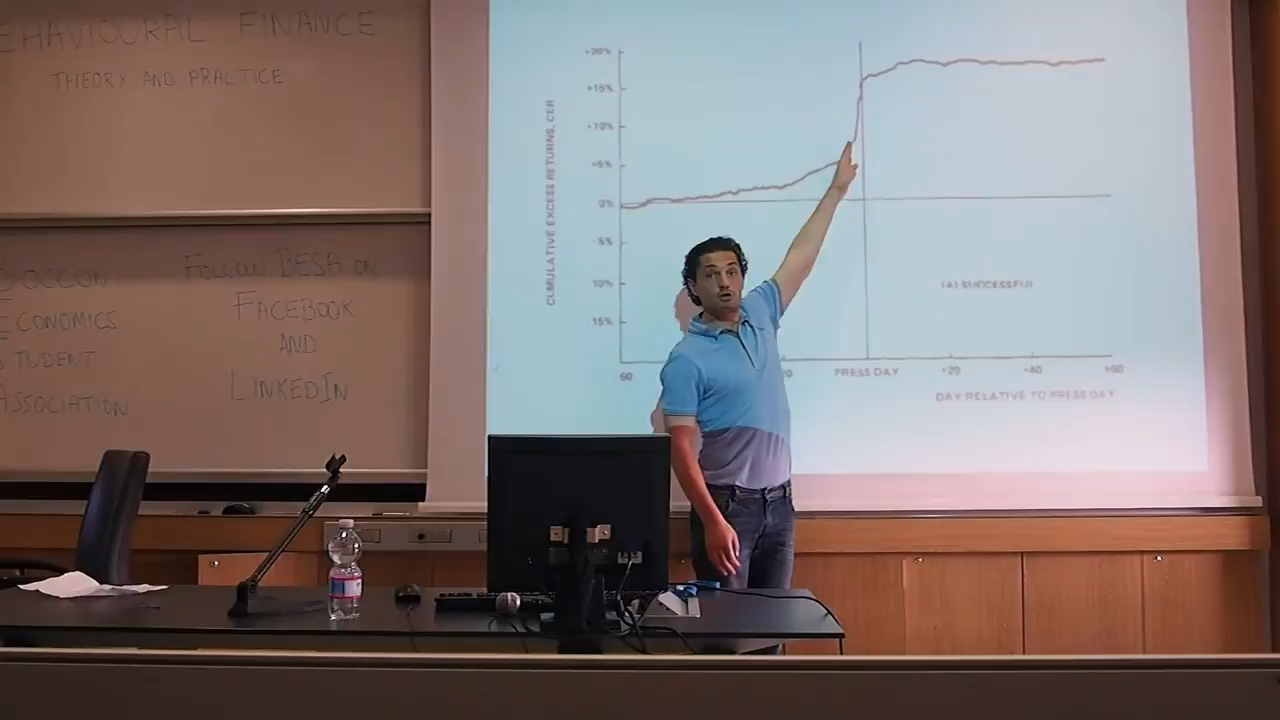 EHAVIOURAL FINANCE
THEORY AND PRACTICE
BOCCONI
ECONOMICS
STUDENT
ASSOCIATION
FOLLOW BESA ON
FACEBOOK
AND
LINKEDIN
CUMULATIVE EXCESS RETURNS, CER
+20%
+15%
+10%
+5%
0%
-5%
10%
15%
60
20
PRESS DAY
+20
+40
+60
DAY RELATIVE TO PRESS DAY
(A) SUCCESSFUL